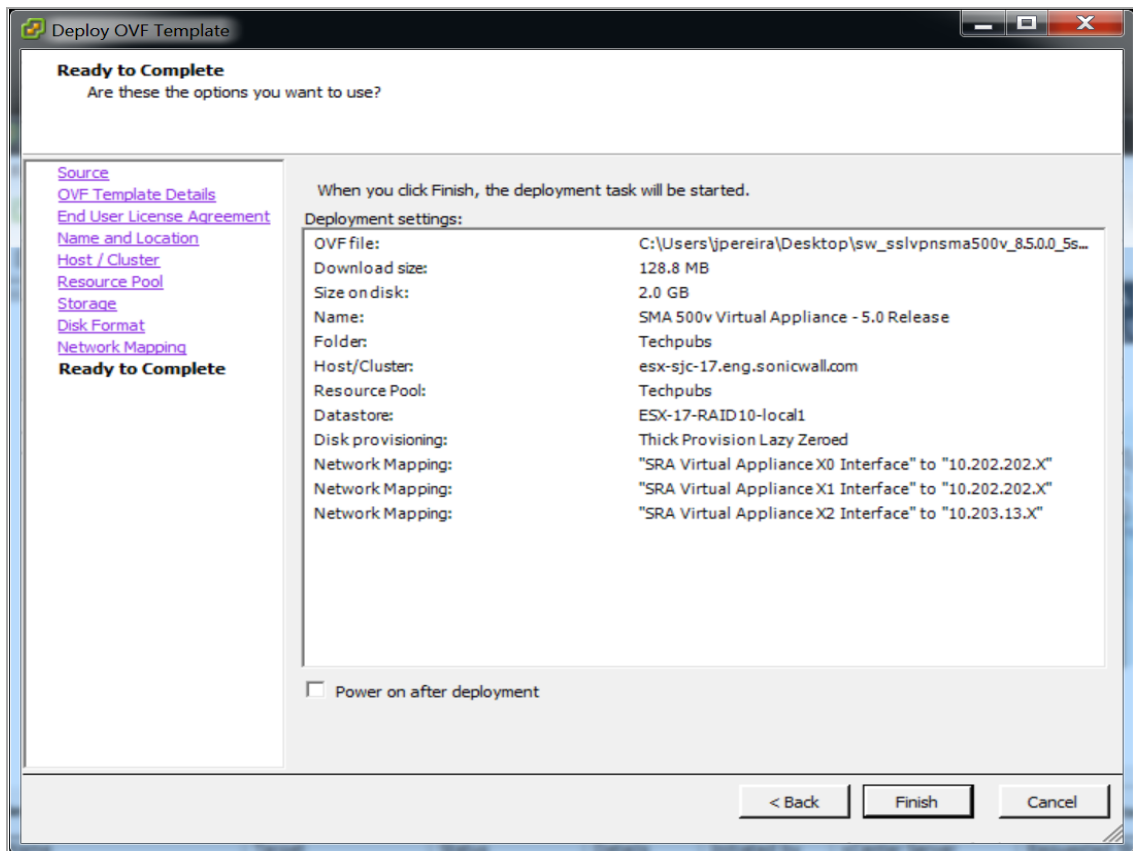 Deploy OVF Template
Ready to Complete
Are these the options you want to use?
Source
OVF Template Details
End User License Agreement
Name and Location
Host / Cluster
Resource Pool
Storage
Disk Format
Network Mapping
Ready to Complete
When you click Finish, the deployment task will be started.
Deployment settings:
OVF file: C:\Users\jpereira\Desktop\sw_sslvpnsma500v_8.5.0.0_5s...
Download size: 128.8 MB
Size on disk: 2.0 GB
Name: SMA 500v Virtual Appliance - 5.0 Release
Folder: Techpubs
Host/Cluster: esx-sjc-17.eng.sonicwall.com
Resource Pool: Techpubs
Datastore: ESX-17-RAID10-local1
Disk provisioning: Thick Provision Lazy Zeroed
Network Mapping: "SRA Virtual Appliance X0 Interface" to "10.202.202.X"
Network Mapping: "SRA Virtual Appliance X1 Interface" to "10.202.202.X"
Network Mapping: "SRA Virtual Appliance X2 Interface" to "10.203.13.X"
Power on after deployment
< Back
Finish
Cancel